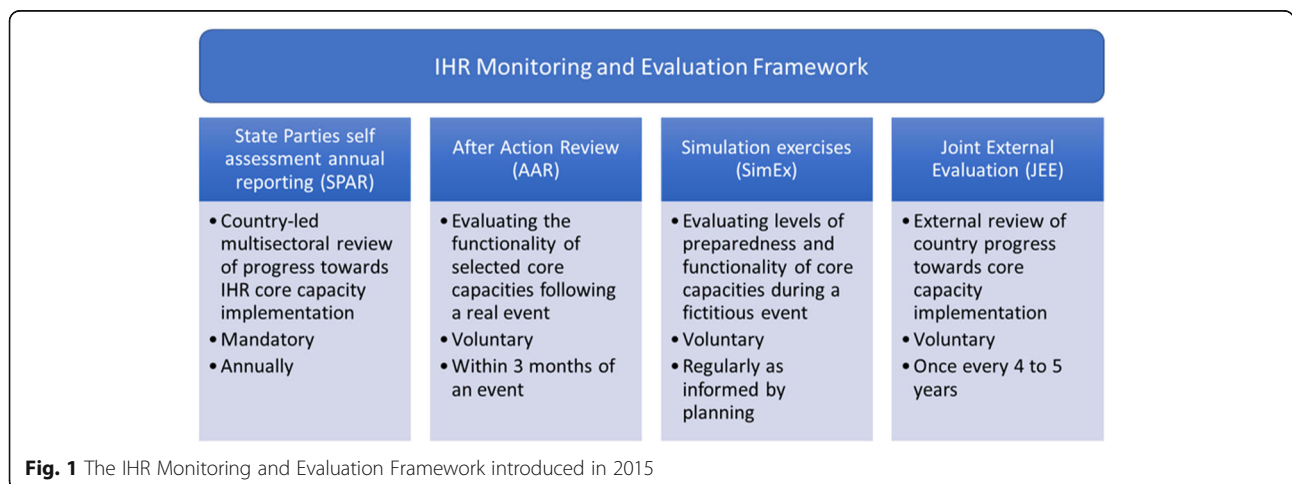 IHR Monitoring and Evaluation Framework
State Parties self
assessment annual
reporting (SPAR)
• Country-led
multisectoral review
of progress towards
IHR core capacity
implementation
• Mandatory
• Annually
After Action Review
(AAR)
• Evaluating the
functionality of
selected core
capacities following
a real event
• Voluntary
• Within 3 months of
an event
Simulation exercises
(SimEx)
• Evaluating levels of
preparedness and
functionality of core
capacities during a
fictitious event
• Voluntary
• Regularly as
informed by
planning
Joint External
Evaluation (JEE)
• External review of
country progress
towards core
capacity
implementation
• Voluntary
• Once every 4 to 5
years
Fig. 1 The IHR Monitoring and Evaluation Framework introduced in 2015